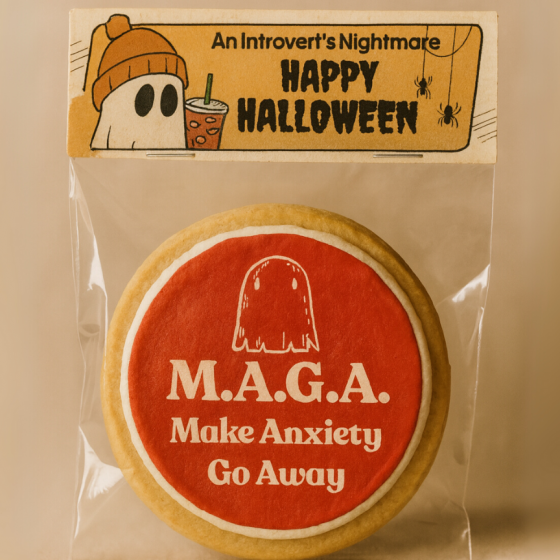 An Introvert's Nightmare
HAPPY
HALLOWEEN
M.A.G.A.
Make Anxiety
Go Away